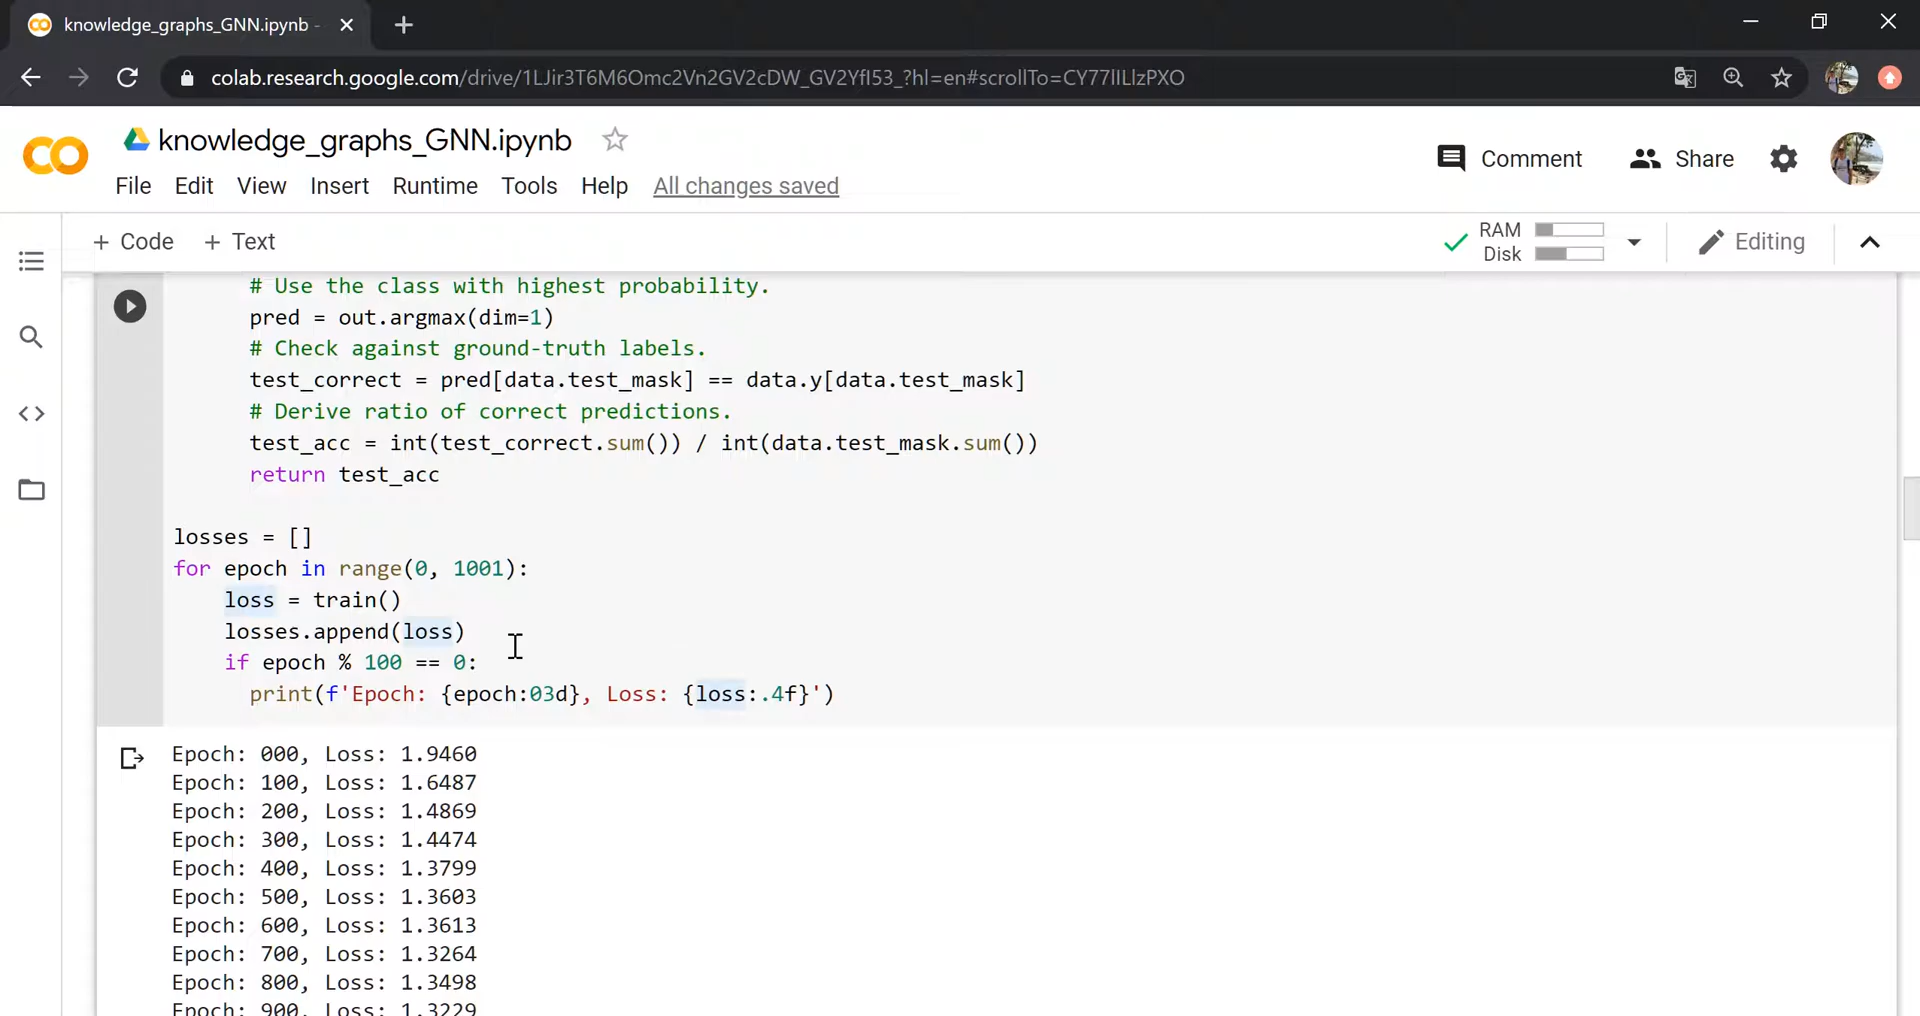 knowledge_graphs_GNN.ipynb -
colab.research.google.com/drive/1LJir3T6M6Omc2Vn2GV2cDW_GV2YfI53_?hl=en#scrollTo=CY77lILlzPXO
knowledge_graphs_GNN.ipynb
Comment
Share
File Edit View Insert Runtime Tools Help All changes saved
+ Code + Text
RAM
Disk
Editing
# Use the class with highest probability.
pred = out.argmax(dim=1)
# Check against ground-truth labels.
test_correct = pred[data.test_mask] == data.y[data.test_mask]
# Derive ratio of correct predictions.
test_acc = int(test_correct.sum()) / int(data.test_mask.sum())
return test_acc
losses = []
for epoch in range(0, 1001):
loss = train()
losses.append(loss)
if epoch % 100 == 0:
print(f'Epoch: {epoch:03d}, Loss: {loss:.4f}')
Epoch: 000, Loss: 1.9460
Epoch: 100, Loss: 1.6487
Epoch: 200, Loss: 1.4869
Epoch: 300, Loss: 1.4474
Epoch: 400, Loss: 1.3799
Epoch: 500, Loss: 1.3603
Epoch: 600, Loss: 1.3613
Epoch: 700, Loss: 1.3264
Epoch: 800, Loss: 1.3498
Epoch: 900, Loss: 1.3229